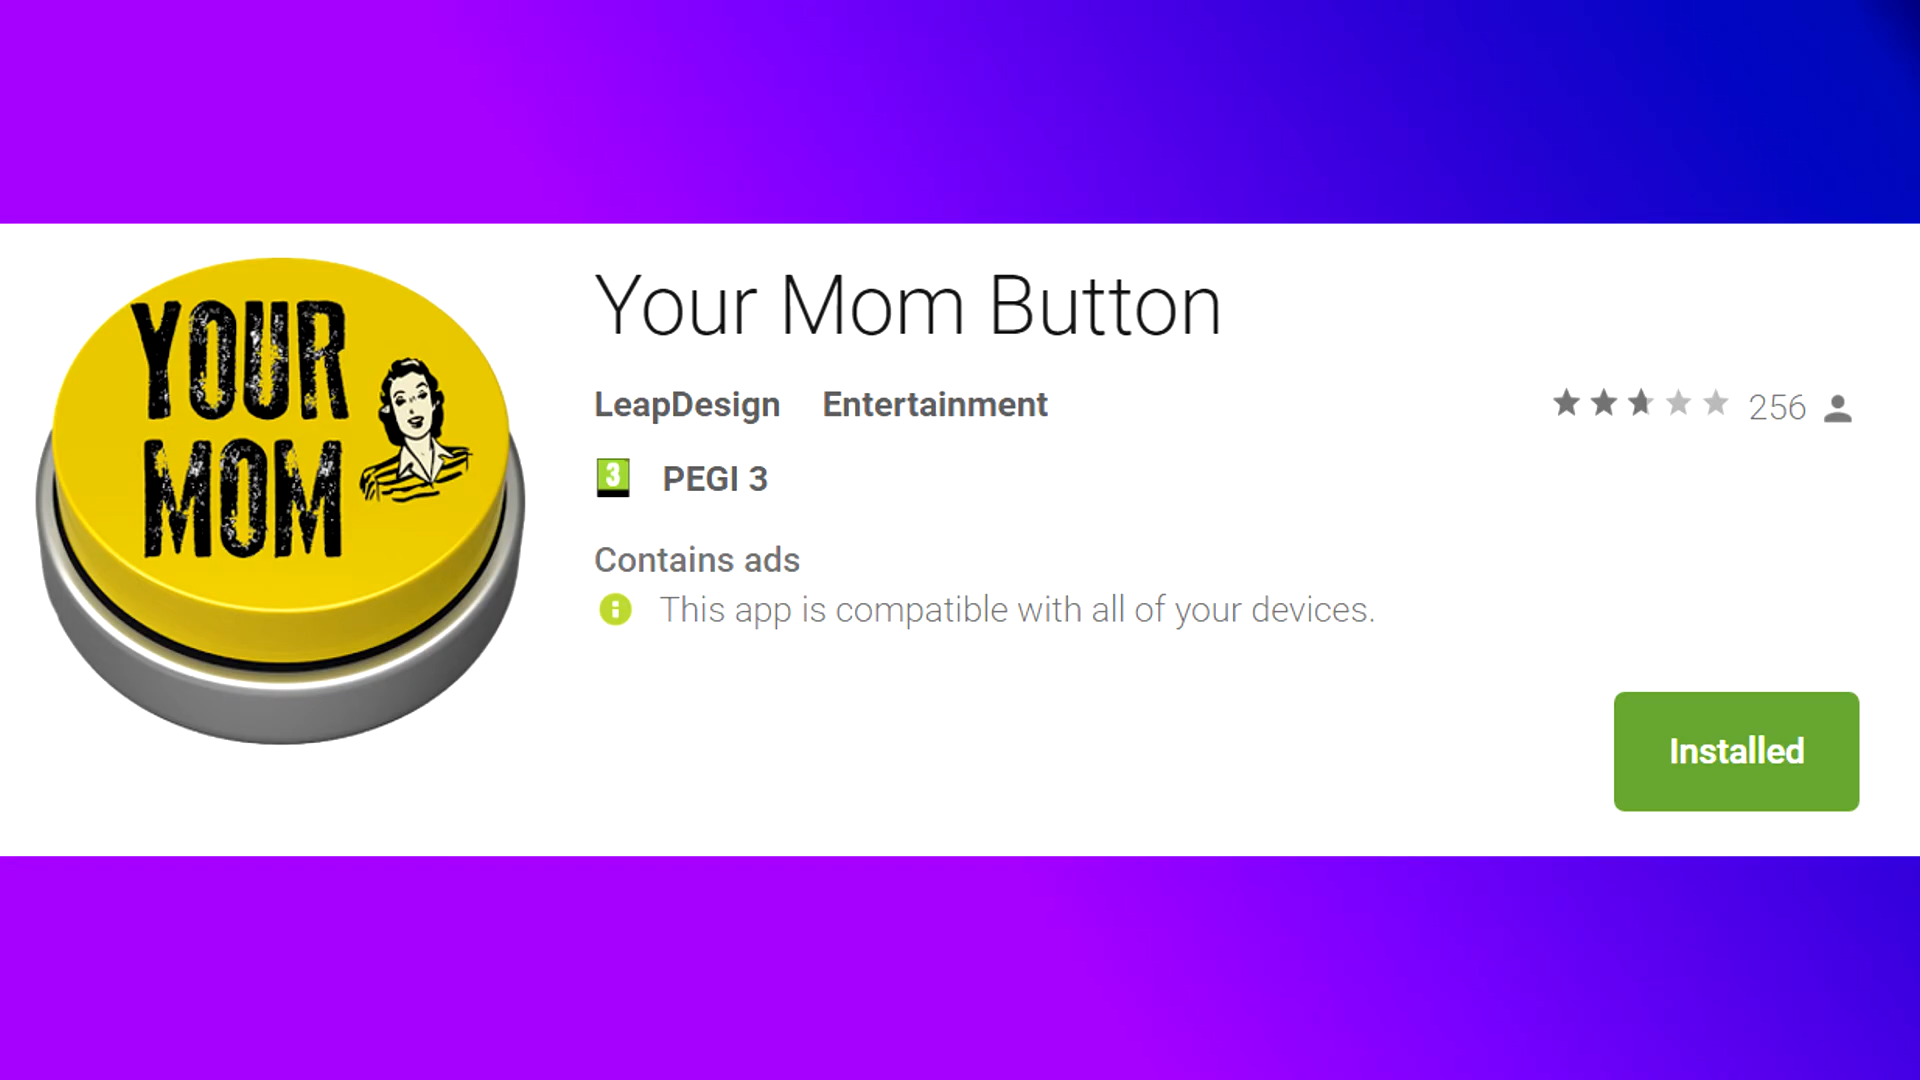 YOUR
MOM
Your Mom Button
LeapDesign Entertainment
256
3 PEGI 3
Contains ads
This app is compatible with all of your devices.
Installed